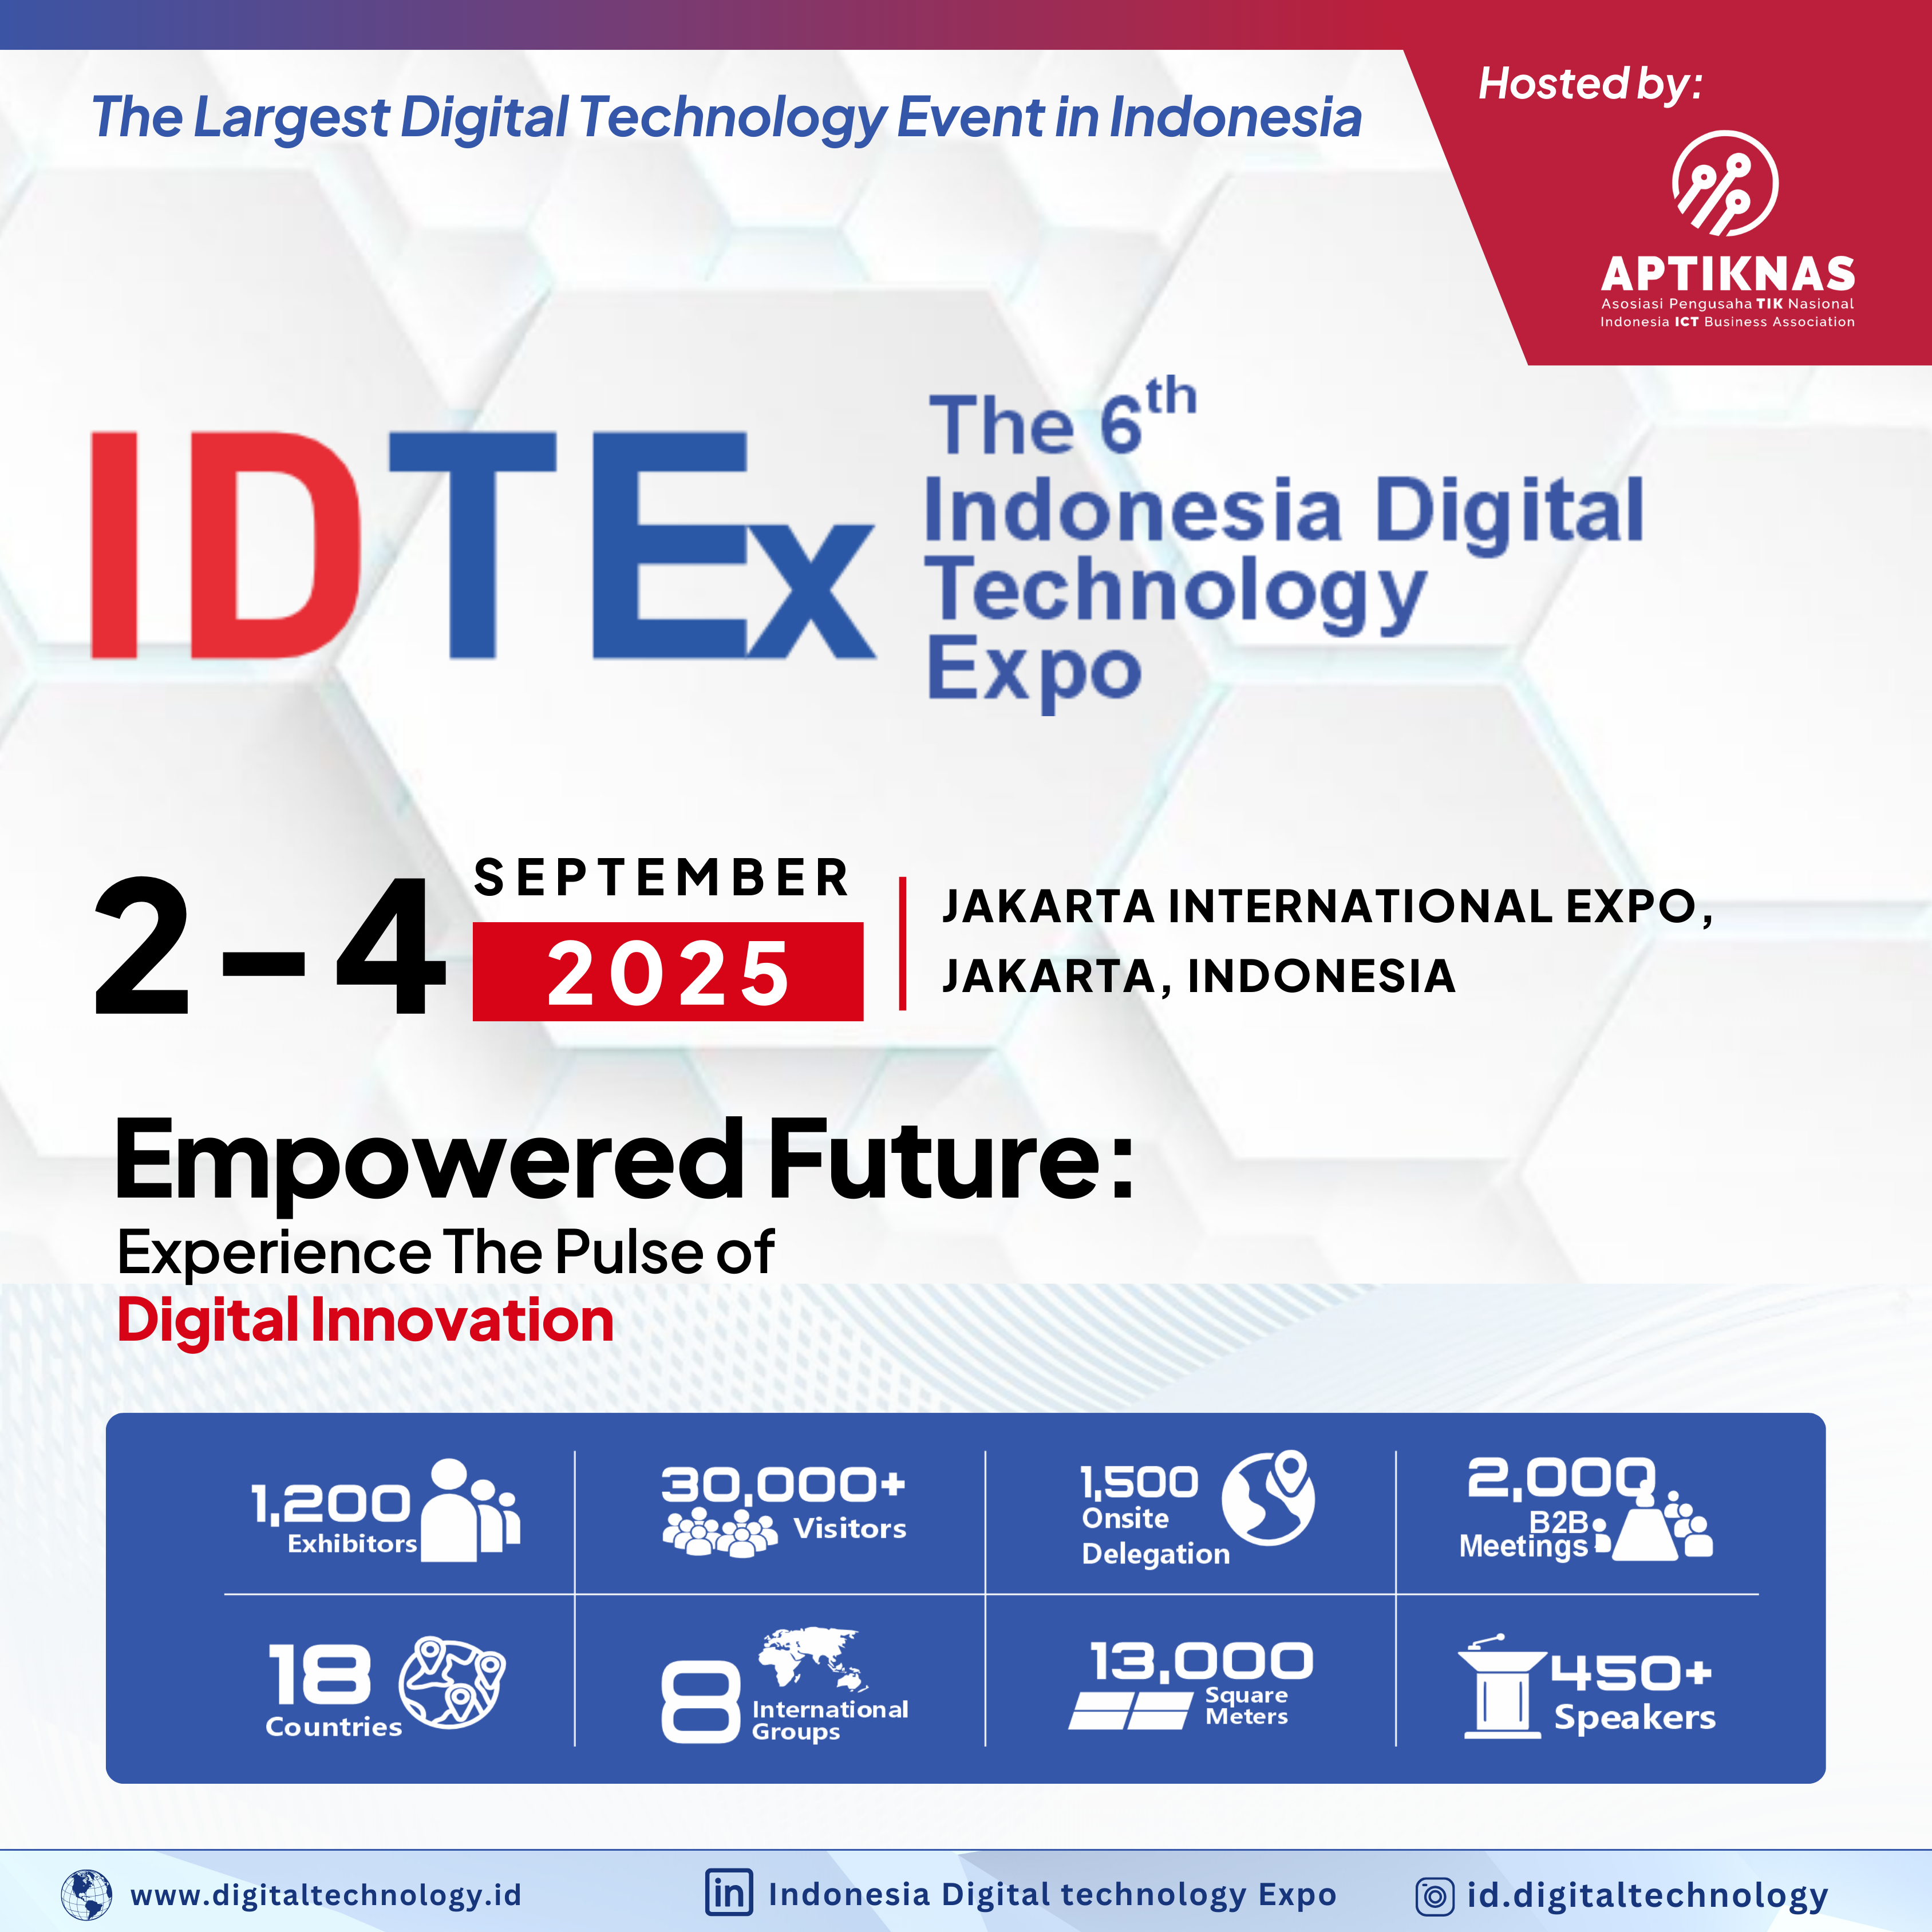 The Largest Digital Technology Event in Indonesia
Hosted by:
APTIKNAS
Asosiasi Pengusaha TIK Nasional
Indonesia ICT Business Association
IDTEx
The 6th
Indonesia Digital
Technology
Expo
2–4
SEPTEMBER
2025
JAKARTA INTERNATIONAL EXPO,
JAKARTA, INDONESIA
Empowered Future:
Experience The Pulse of
Digital Innovation
1,200
Exhibitors
30,000+
Visitors
1,500
Onsite
Delegation
2,000
B2B
Meetings
18
Countries
8
International
Groups
13,000
Square
Meters
450+
Speakers
www.digitaltechnology.id
in Indonesia Digital technology Expo
id.digitaltechnology